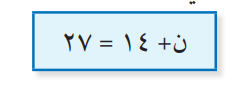 ن+ ١٤ = ٢٧